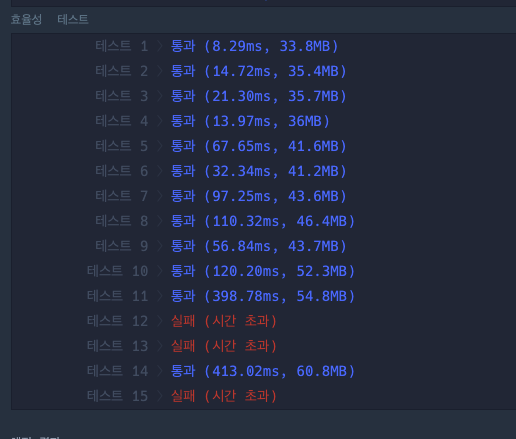 효율성  테스트
테스트 1 〉 통과 (8.29ms, 33.8MB)
테스트 2 〉 통과 (14.72ms, 35.4MB)
테스트 3 〉 통과 (21.30ms, 35.7MB)
테스트 4 〉 통과 (13.97ms, 36MB)
테스트 5 〉 통과 (67.65ms, 41.6MB)
테스트 6 〉 통과 (32.34ms, 41.2MB)
테스트 7 〉 통과 (97.25ms, 43.6MB)
테스트 8 〉 통과 (110.32ms, 46.4MB)
테스트 9 〉 통과 (56.84ms, 43.7MB)
테스트 10 〉 통과 (120.20ms, 52.3MB)
테스트 11 〉 통과 (398.78ms, 54.8MB)
테스트 12 〉 실패 (시간 초과)
테스트 13 〉 실패 (시간 초과)
테스트 14 〉 통과 (413.02ms, 60.8MB)
테스트 15 〉 실패 (시간 초과)